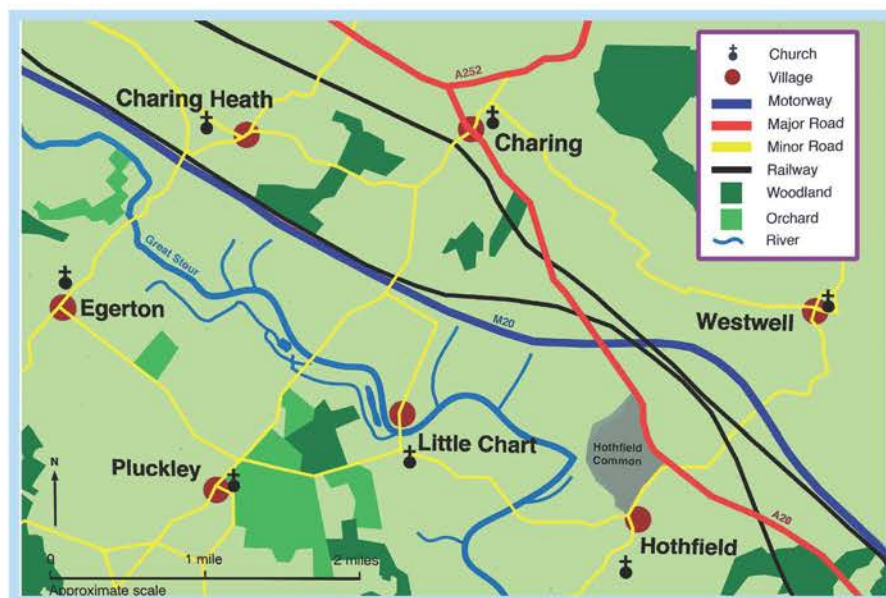 A252
Church
Village
Motorway
Major Road
Minor Road
Railway
Woodland
Orchard
River
Charing Heath
Charing
Great Stour
Egerton
M20
Westwell
Little Chart
Hothfield
Common
Pluckley
N
A20
Hothfield
0 1 mile 2 miles
Approximate scale